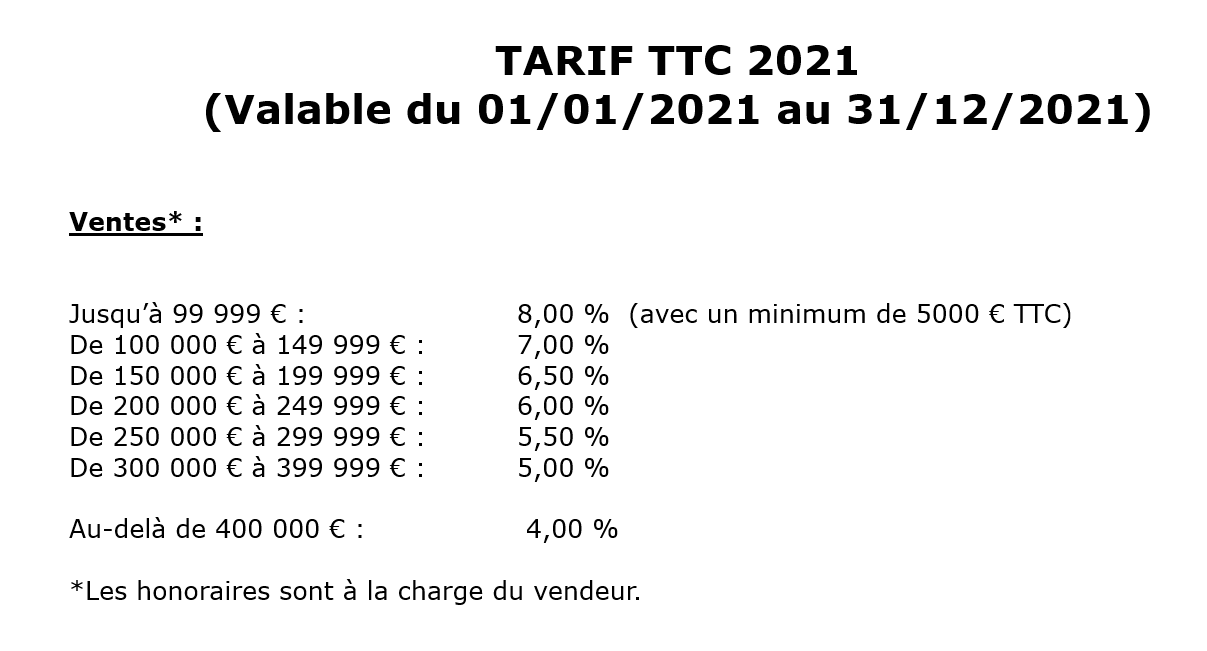 TARIF TTC 2021
(Valable du 01/01/2021 au 31/12/2021)
Ventes* :
Jusqu’à 99 999 € : 8,00 % (avec un minimum de 5000 € TTC)
De 100 000 € à 149 999 € : 7,00 %
De 150 000 € à 199 999 € : 6,50 %
De 200 000 € à 249 999 € : 6,00 %
De 250 000 € à 299 999 € : 5,50 %
De 300 000 € à 399 999 € : 5,00 %
Au-delà de 400 000 € : 4,00 %
*Les honoraires sont à la charge du vendeur.